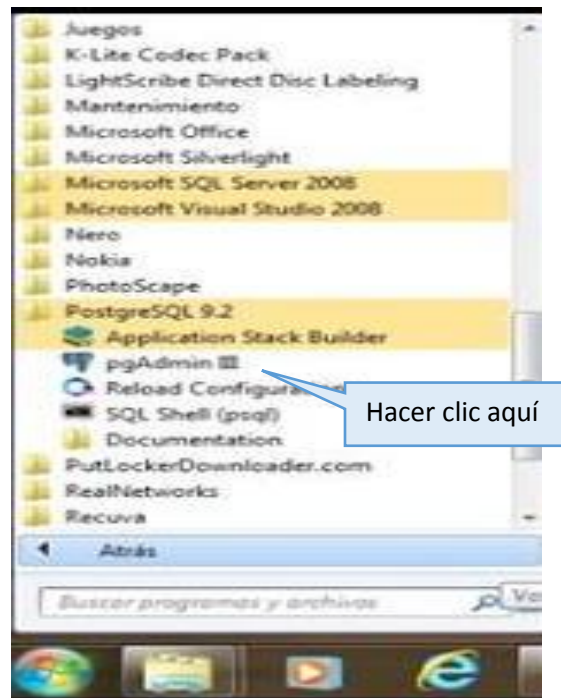 Juegos
K-Lite Codec Pack
LightScribe Direct Disc Labeling
Mantenimiento
Microsoft Office
Microsoft Silverlight
Microsoft SQL Server 2008
Microsoft Visual Studio 2008
Nero
Nokia
PhotoScape
PostgreSQL 9.2
Application Stack Builder
pgAdmin III
Reload
Hacer clic aquí
SQL Shell (psql)
Documentation
PutLockerDownloader.com
RealNetworks
Recuva
Atrás
Buscar programas y archivos